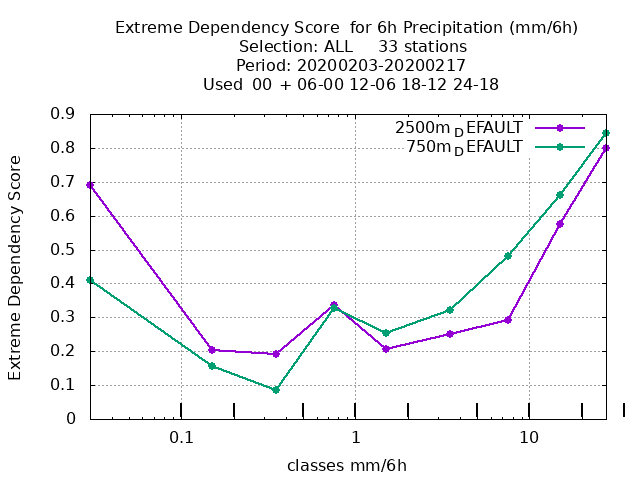 Extreme Dependency Score  for 6h Precipitation (mm/6h)
Selection: ALL     33 stations
Period: 20200203-20200217
Used  00  + 06-00 12-06 18-12 24-18
2500m_DEFAULT
750m_DEFAULT
Extreme Dependency Score
0.9
0.8
0.7
0.6
0.5
0.4
0.3
0.2
0.1
0
0.1
1
10
classes mm/6h